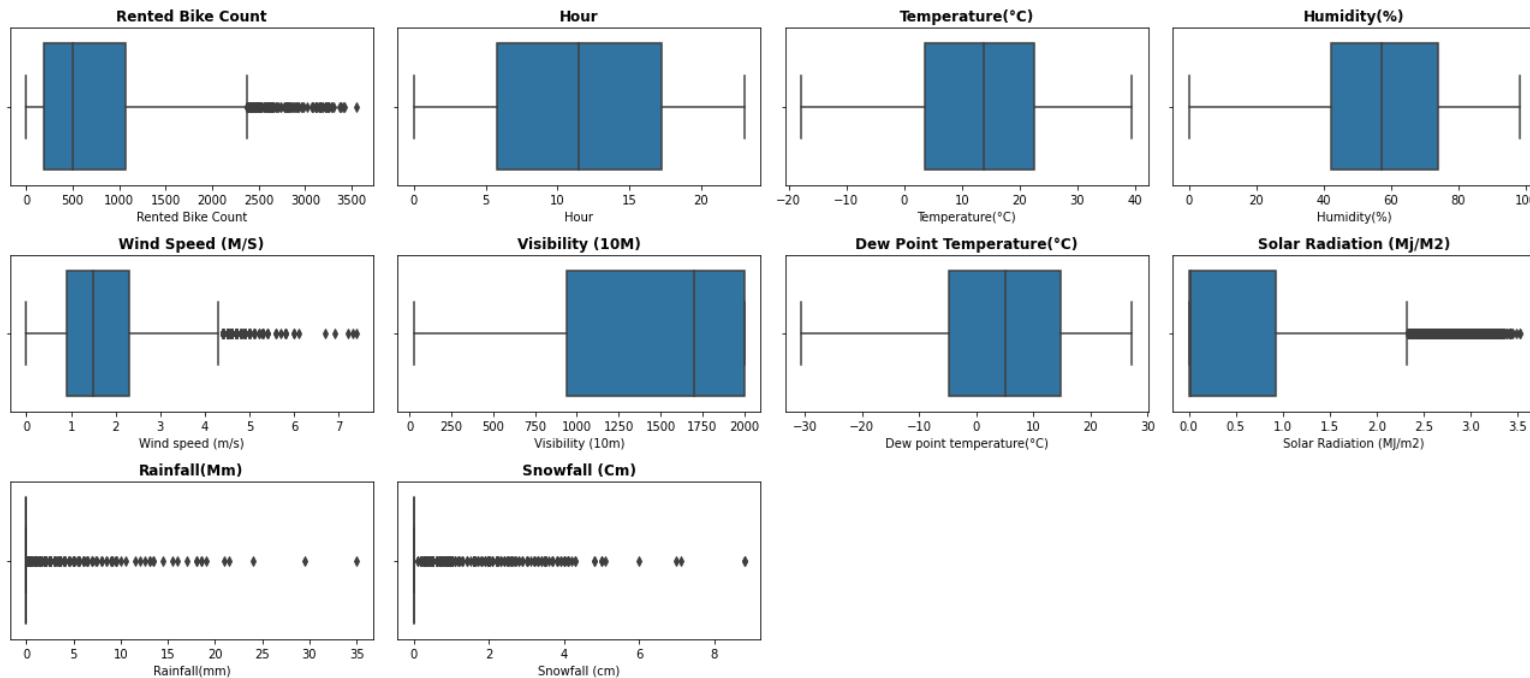 Rented Bike Count
0 500 1000 1500 2000 2500 3000 3500
Rented Bike Count
Hour
0 5 10 15 20
Hour
Temperature(°C)
−20 −10 0 10 20 30 40
Temperature(°C)
Humidity(%)
0 20 40 60 80 100
Humidity(%)
Wind Speed (M/S)
0 1 2 3 4 5 6 7
Wind speed (m/s)
Visibility (10M)
0 250 500 750 1000 1250 1500 1750 2000
Visibility (10m)
Dew Point Temperature(°C)
−30 −20 −10 0 10 20 30
Dew point temperature(°C)
Solar Radiation (Mj/M2)
0.0 0.5 1.0 1.5 2.0 2.5 3.0 3.5
Solar Radiation (MJ/m2)
Rainfall(Mm)
0 5 10 15 20 25 30 35
Rainfall(mm)
Snowfall (Cm)
0 2 4 6 8
Snowfall (cm)